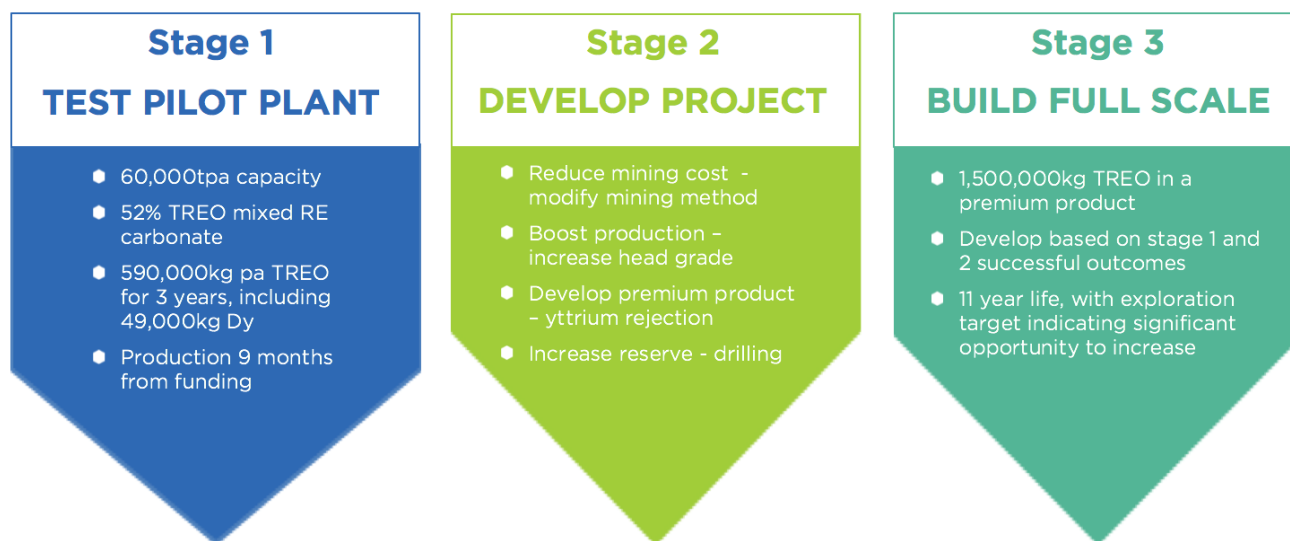 Stage 1
TEST PILOT PLANT
60,000tpa capacity
52% TREO mixed RE
carbonate
590,000kg pa TREO
for 3 years, including
49,000kg Dy
Production 9 months
from funding
Stage 2
DEVELOP PROJECT
Reduce mining cost  -
modify mining method
Boost production –
increase head grade
Develop premium product
– yttrium rejection
Increase reserve - drilling
Stage 3
BUILD FULL SCALE
1,500,000kg TREO in a
premium product
Develop based on stage 1 and
2 successful outcomes
11 year life, with exploration
target indicating significant
opportunity to increase